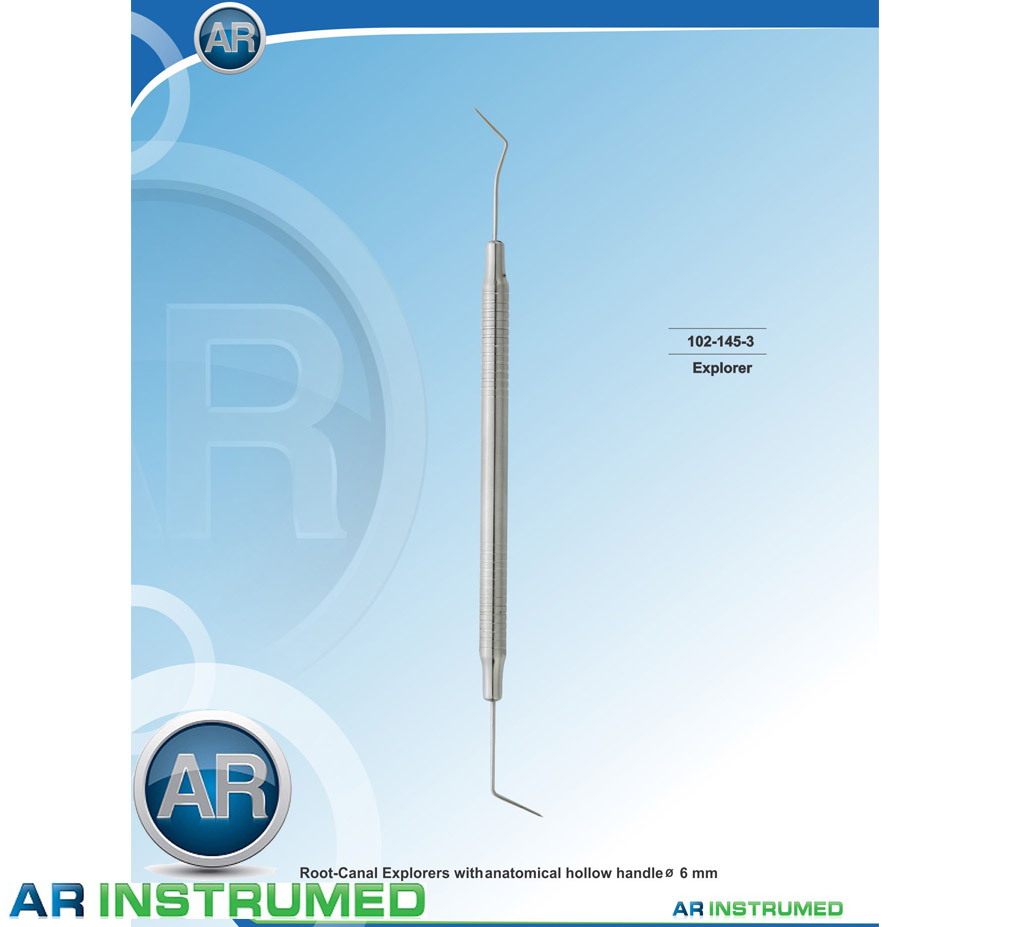 AR
102-145-3
Explorer
AR
AR
Root-Canal Explorers with anatomical hollow handle ø 6 mm
AR INSTRUMED
AR INSTRUMED